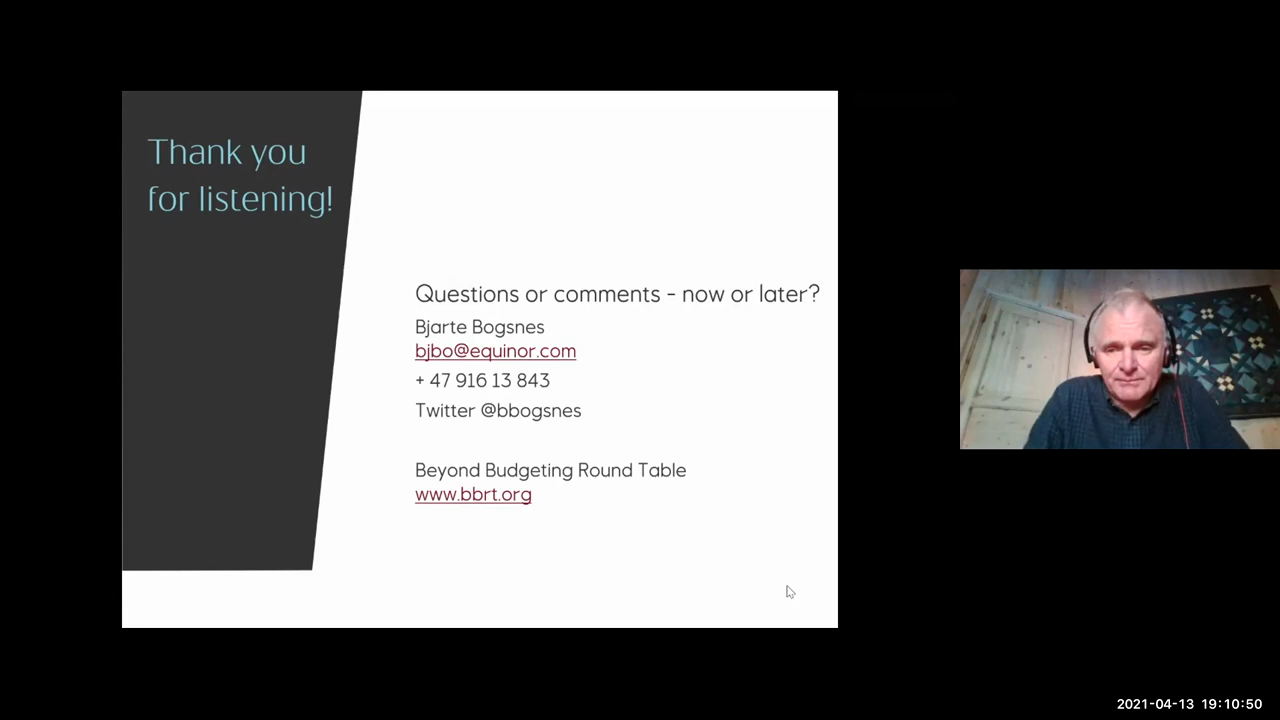 Thank you
for listening!
Questions or comments - now or later?
Bjarte Bogsnes
bjbo@equinor.com
+ 47 916 13 843
Twitter @bbogsnes
Beyond Budgeting Round Table
www.bbrt.org
2021-04-13 19:10:50